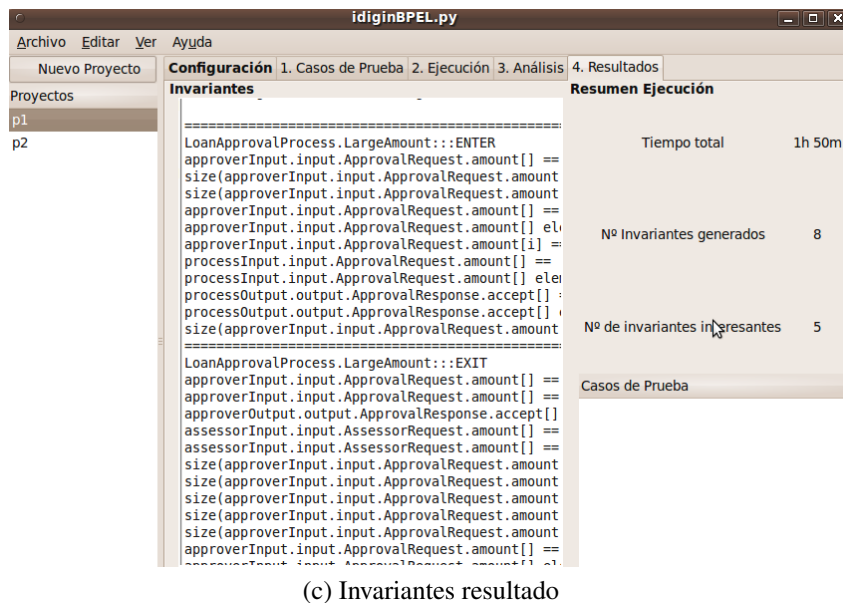 idiginBPEL.py
Archivo Editar Ver Ayuda
Nuevo Proyecto
Configuración 1. Casos de Prueba 2. Ejecución 3. Análisis 4. Resultados
Proyectos
p1
p2
Invariantes
==================================================
LoanApprovalProcess.LargeAmount:::ENTER
approverInput.input.ApprovalRequest.amount[] ==
size(approverInput.input.ApprovalRequest.amount
size(approverInput.input.ApprovalRequest.amount
approverInput.input.ApprovalRequest.amount[] ==
approverInput.input.ApprovalRequest.amount[]
approverInput.input.ApprovalRequest.amount[i]
processInput.input.ApprovalRequest.amount[] ==
processInput.input.ApprovalRequest.amount[]
processOutput.output.ApprovalResponse.accept[]
processOutput.output.ApprovalResponse.accept[]
size(approverInput.input.ApprovalRequest.amount
==================================================
LoanApprovalProcess.LargeAmount:::EXIT
approverInput.input.ApprovalRequest.amount[] ==
approverInput.input.ApprovalRequest.amount[] ==
approverOutput.output.ApprovalResponse.accept[]
assessorInput.input.AssessorRequest.amount[] ==
assessorInput.input.AssessorRequest.amount[] ==
size(approverInput.input.ApprovalRequest.amount
size(approverInput.input.ApprovalRequest.amount
size(approverInput.input.ApprovalRequest.amount
size(approverInput.input.ApprovalRequest.amount
size(approverInput.input.ApprovalRequest.amount
approverInput.input.ApprovalRequest.amount[] ==
Resumen Ejecución
Tiempo total 1h 50m
Nº Invariantes generados 8
Nº de invariantes interesantes 5
Casos de Prueba
(c) Invariantes resultado